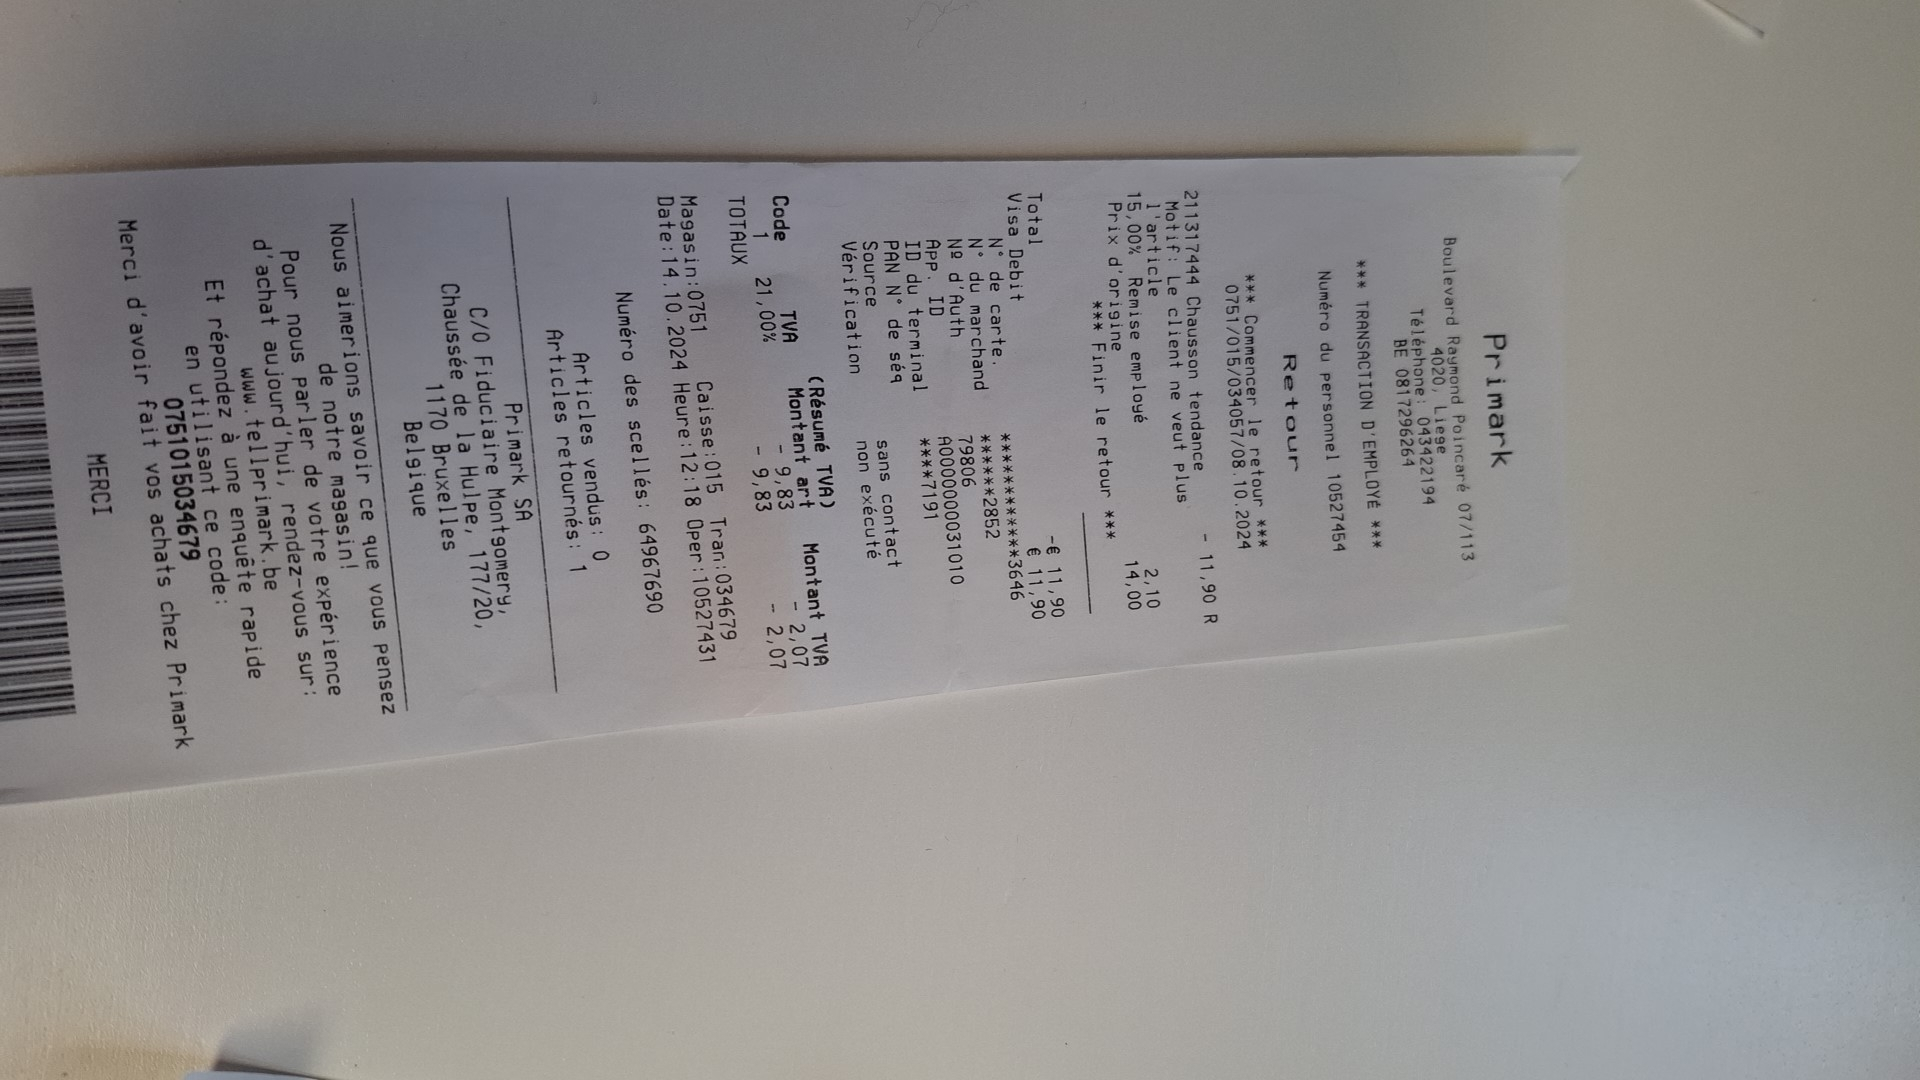 Primark
Boulevard Raymond Poincaré 07/113
4020, Liege
Téléphone: 043422194
BE 0817296264
*** TRANSACTION D'EMPLOYÉ ***
Numéro du personnel 10527454
Retour
*** Commencer le retour ***
0751/015/034057/08.10.2024
211317444 Chausson tendance - 11,90 R
Motif: Le client ne veut plus
l'article
15,00% Remise employé 2,10
Prix d'origine 14,00
*** Finir le retour ***
Total -€ 11,90
Visa Debit € 11,90
N° de carte. ************3646
N° du marchand *****2852
Nº d'Auth 79806
App. ID A0000000031010
ID du terminal ****7191
PAN N° de séq
Source sans contact
Vérification non exécuté
(Résumé TVA)
Code TVA Montant art Montant TVA
1 21,00% - 9,83 - 2,07
TOTAUX - 9,83 - 2,07
Magasin:0751 Caisse:015 Tran:034679
Date:14.10.2024 Heure:12:18 Oper:10527431
Numéro des scellés: 64967690
Articles vendus: 0
Articles retournés: 1
Primark SA
C/O Fiduciaire Montgomery,
Chaussée de la Hulpe, 177/20,
1170 Bruxelles
Belgique
Nous aimerions savoir ce que vous pensez
de notre magasin!
Pour nous parler de votre expérience
d'achat aujourd'hui, rendez-vous sur:
www.tellprimark.be
Et répondez à une enquête rapide
en utilisant ce code:
0751015034679
Merci d'avoir fait vos achats chez Primark
MERCI